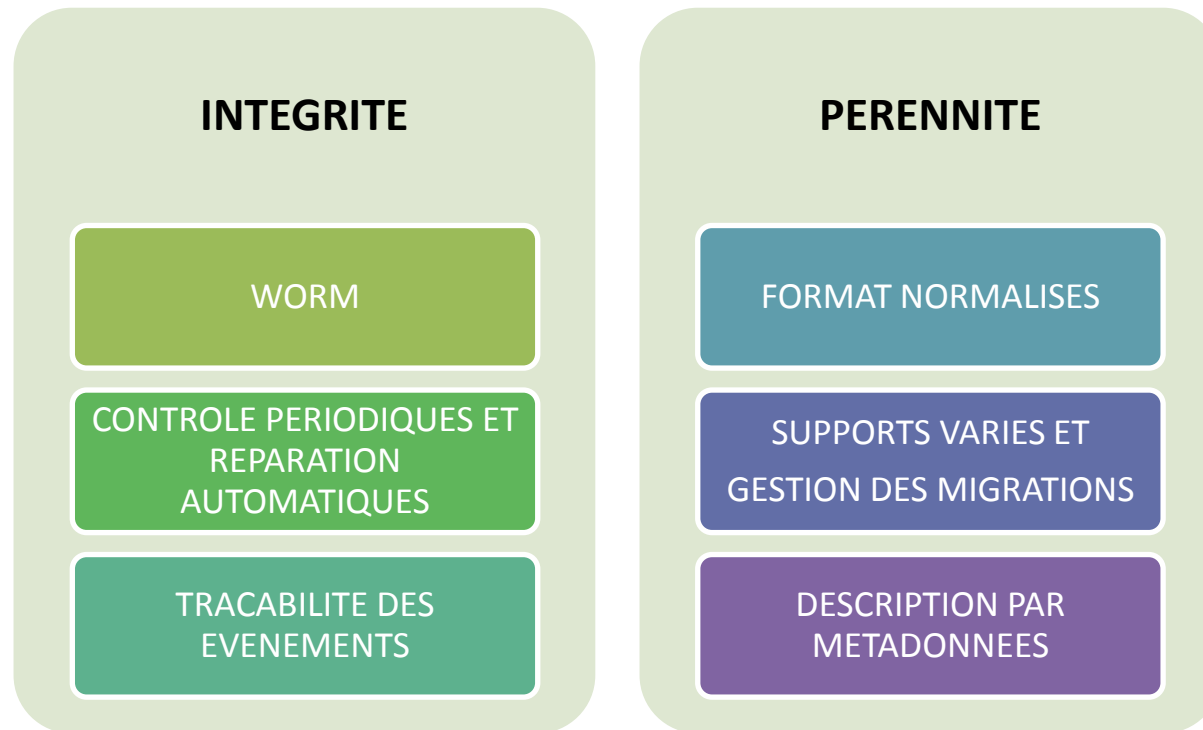 INTEGRITE
WORM
CONTROLE PERIODIQUES ET
REPARATION
AUTOMATIQUES
TRACABILITE DES
EVENEMENTS
PERENNITE
FORMAT NORMALISES
SUPPORTS VARIES ET
GESTION DES MIGRATIONS
DESCRIPTION PAR
METADONNEES